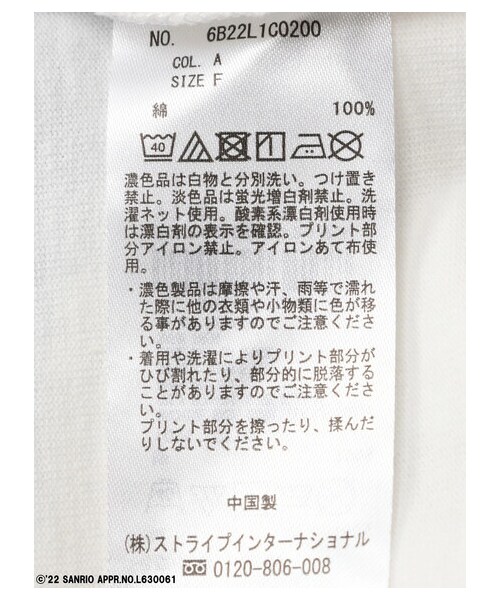 NO. 6B22L1C0200
COL. A
SIZE F
綿 100%
40
濃色品は白物と分別洗い。つけ置き
禁止。淡色品は蛍光増白剤禁止。洗
濯ネット使用。酸素系漂白剤使用時
は漂白剤の表示を確認。プリント部
分アイロン禁止。アイロンあて布使
用。
・濃色製品は摩擦や汗、雨等で濡れ
た際に他の衣類や小物類に色が移
る事がありますのでご注意くださ
い。
・着用や洗濯によりプリント部分が
ひび割れたり、部分的に脱落する
ことがありますのでご注意くださ
い。
プリント部分を擦ったり、揉んだ
りしないでください。
中国製
(株)ストライプインターナショナル
0120-806-008
©'22 SANRIO APPR.NO.L630061